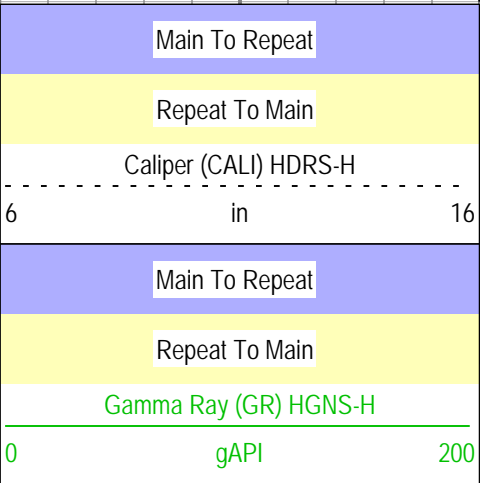 Main To Repeat
Repeat To Main
Caliper (CALI) HDRS-H
6 in 16
Main To Repeat
Repeat To Main
Gamma Ray (GR) HGNS-H
0 gAPI 200